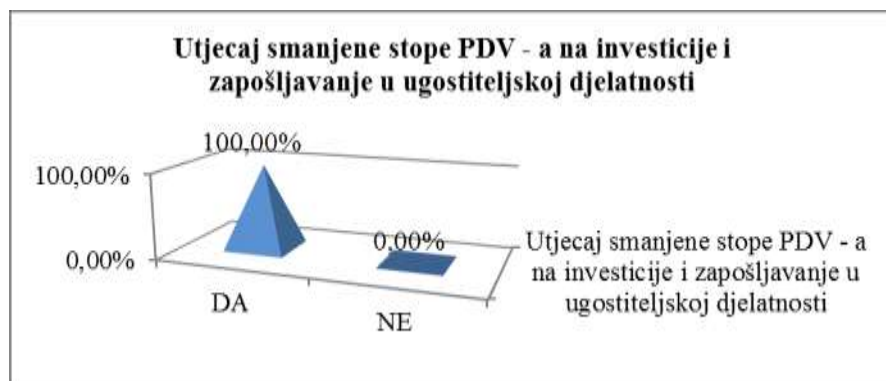 Utjecaj smanjene stope PDV - a na investicije i
zapošljavanje u ugostiteljskoj djelatnosti
100,00%
100,00%
0,00%
0,00%
DA
NE
Utjecaj smanjene stope PDV - a
na investicije i zapošljavanje u
ugostiteljskoj djelatnosti